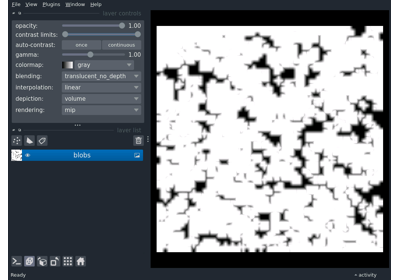 File View Plugins Window Help
layer controls
opacity: 1.00
contrast limits:
auto-contrast: once continuous
gamma: 1.00
colormap: gray
blending: translucent_no_depth
interpolation: linear
depiction: volume
rendering: mip
layer list
blobs
Ready activity